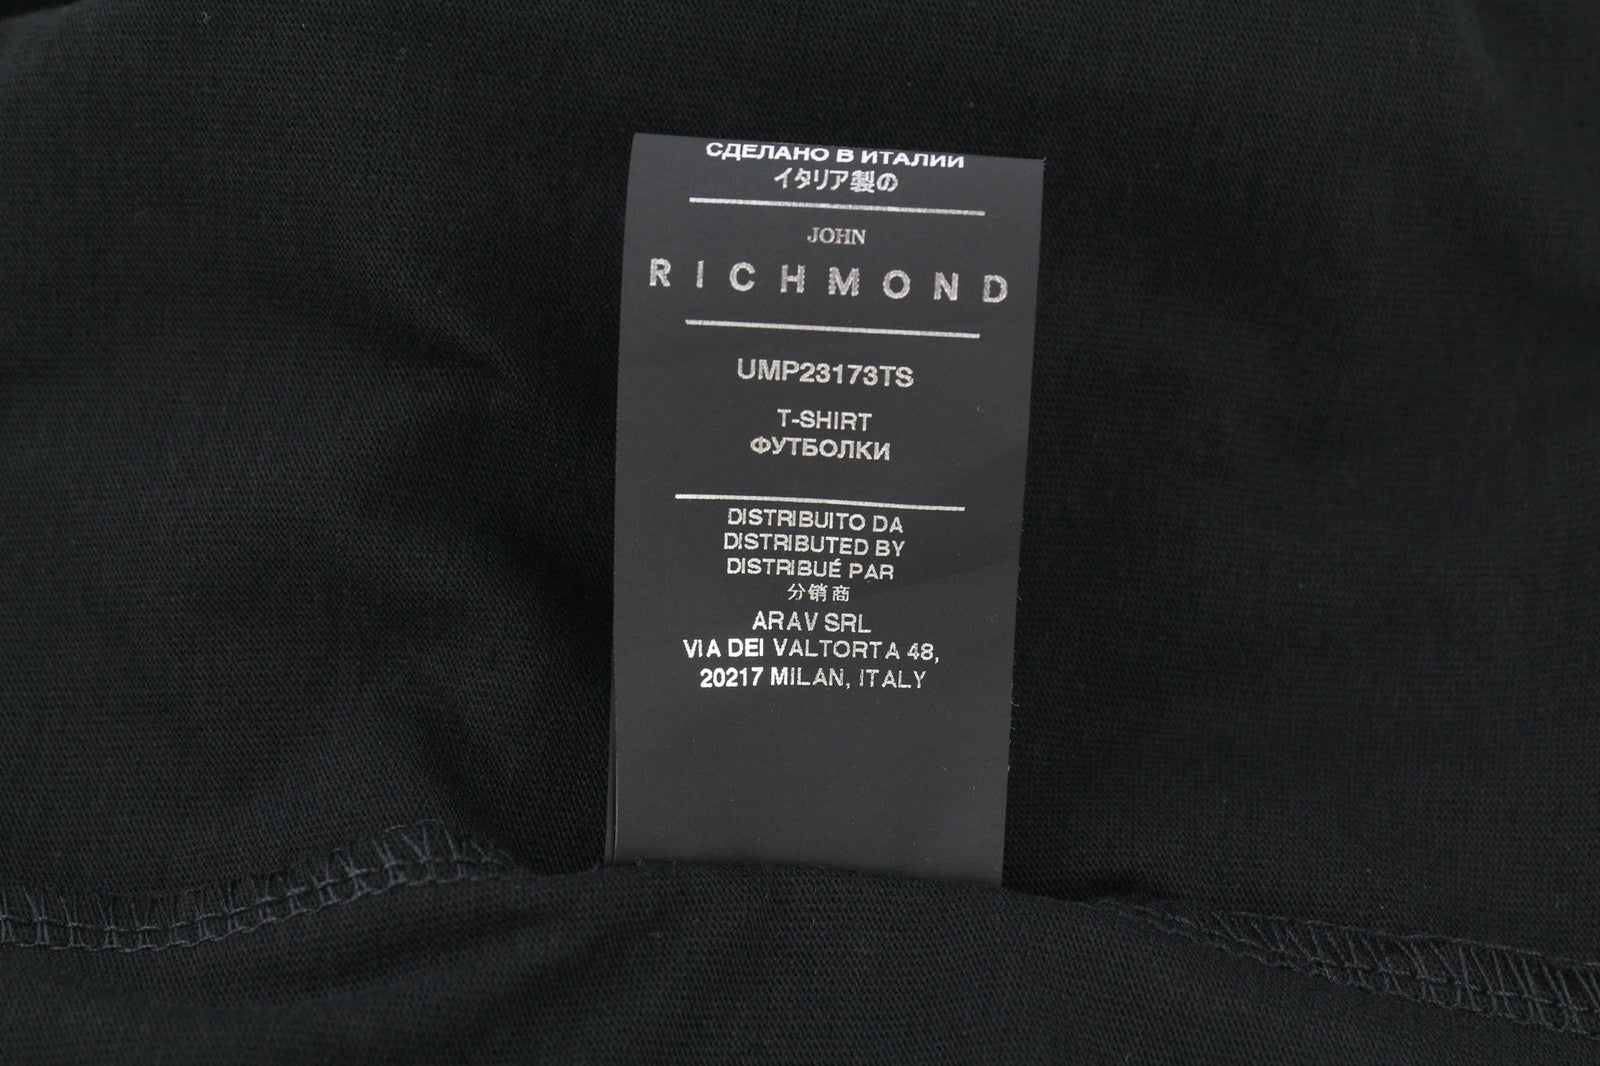 СДЕЛАНО В ИТАЛИИ
イタリア製の
JOHN
RICHMOND
UMP23173TS
T-SHIRT
ФУТБОЛКИ
DISTRIBUITO DA
DISTRIBUTED BY
DISTRIBUÉ PAR
分销商
ARAV SRL
VIA DEI VALTORTA 48,
20217 MILAN, ITALY